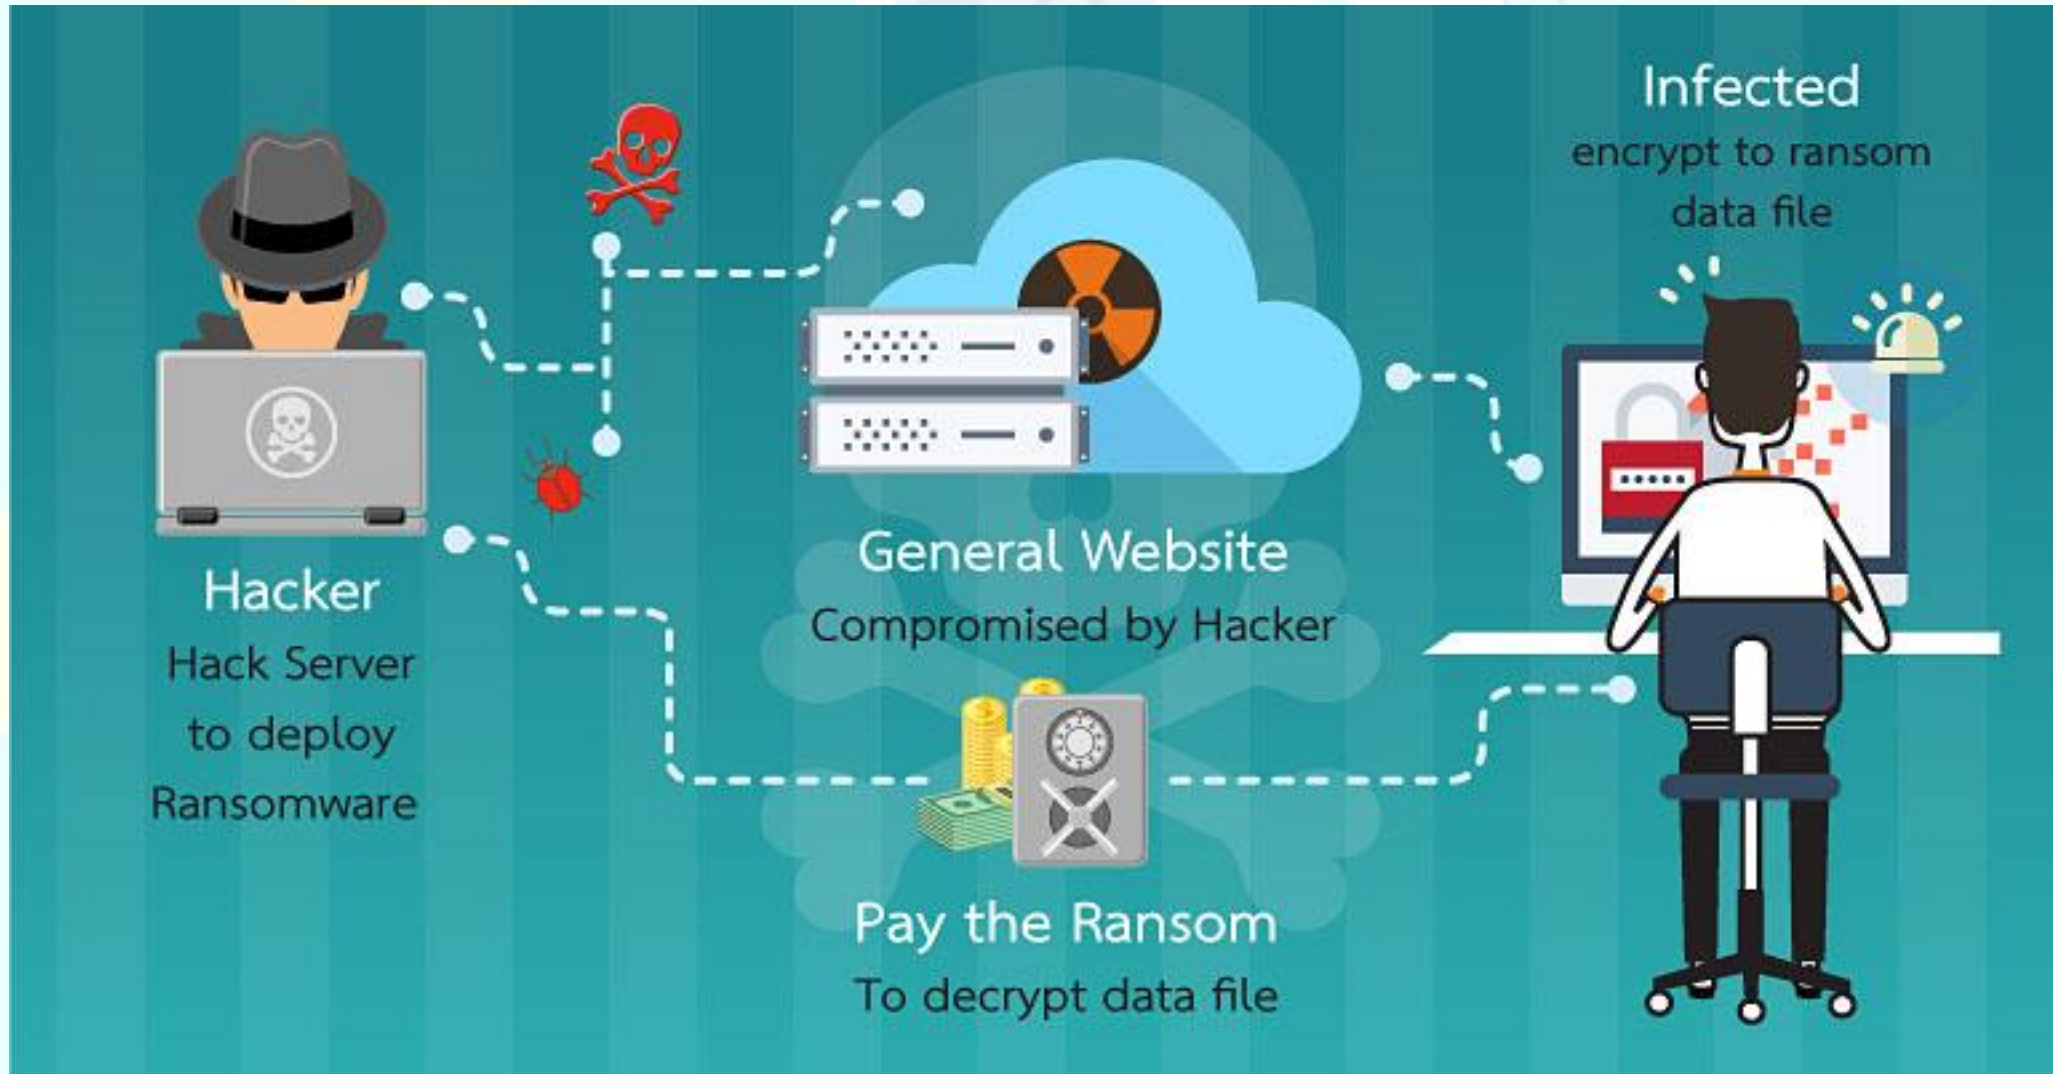 Hacker
Hack Server
to deploy
Ransomware
General Website
Compromised by Hacker
Pay the Ransom
To decrypt data file
Infected
encrypt to ransom
data file